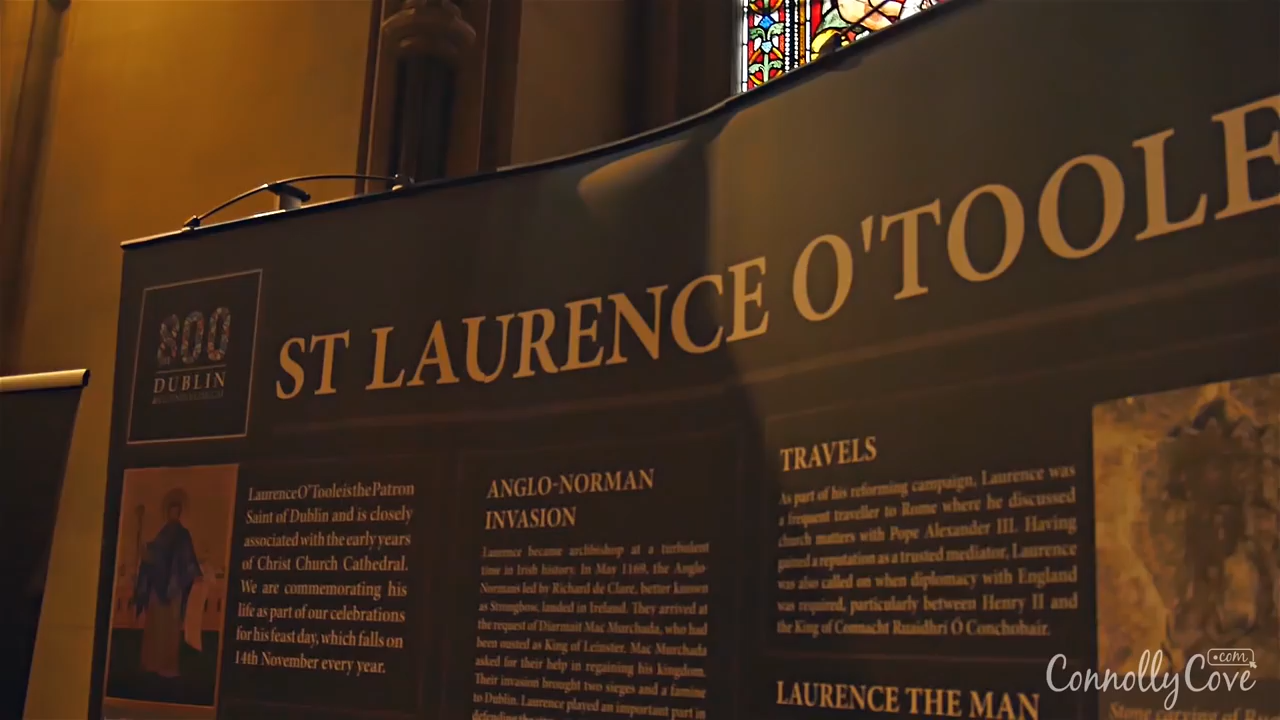 800
DUBLIN
ST LAURENCE O'TOOLE
Laurence O'Toole is the Patron
Saint of Dublin and is closely
associated with the early years
of Christ Church Cathedral.
We are commemorating his
life as part of our celebrations
for his feast day, which falls on
14th November every year.
ANGLO-NORMAN
INVASION
Laurence became archbishop at a turbulent
time in Irish history. In May 1169, the Anglo-
Normans led by Richard de Clare, better known
as Strongbow, landed in Ireland. They arrived at
the request of Diarmait Mac Murchada, who had
been ousted as King of Leinster. Mac Murchada
asked for their help in regaining his kingdom.
Their invasion brought two sieges and a famine
to Dublin. Laurence played an important part in
defending the
TRAVELS
As part of his reforming campaign, Laurence was
a frequent traveller to Rome where he discussed
church matters with Pope Alexander III. Having
gained a reputation as a trusted mediator, Laurence
was also called on when diplomacy with England
was required, particularly between Henry II and
the King of Connacht Ruaidhrí Ó Conchobair.
LAURENCE THE MAN
Stone carving of
CONNOLLYCOVE
.com